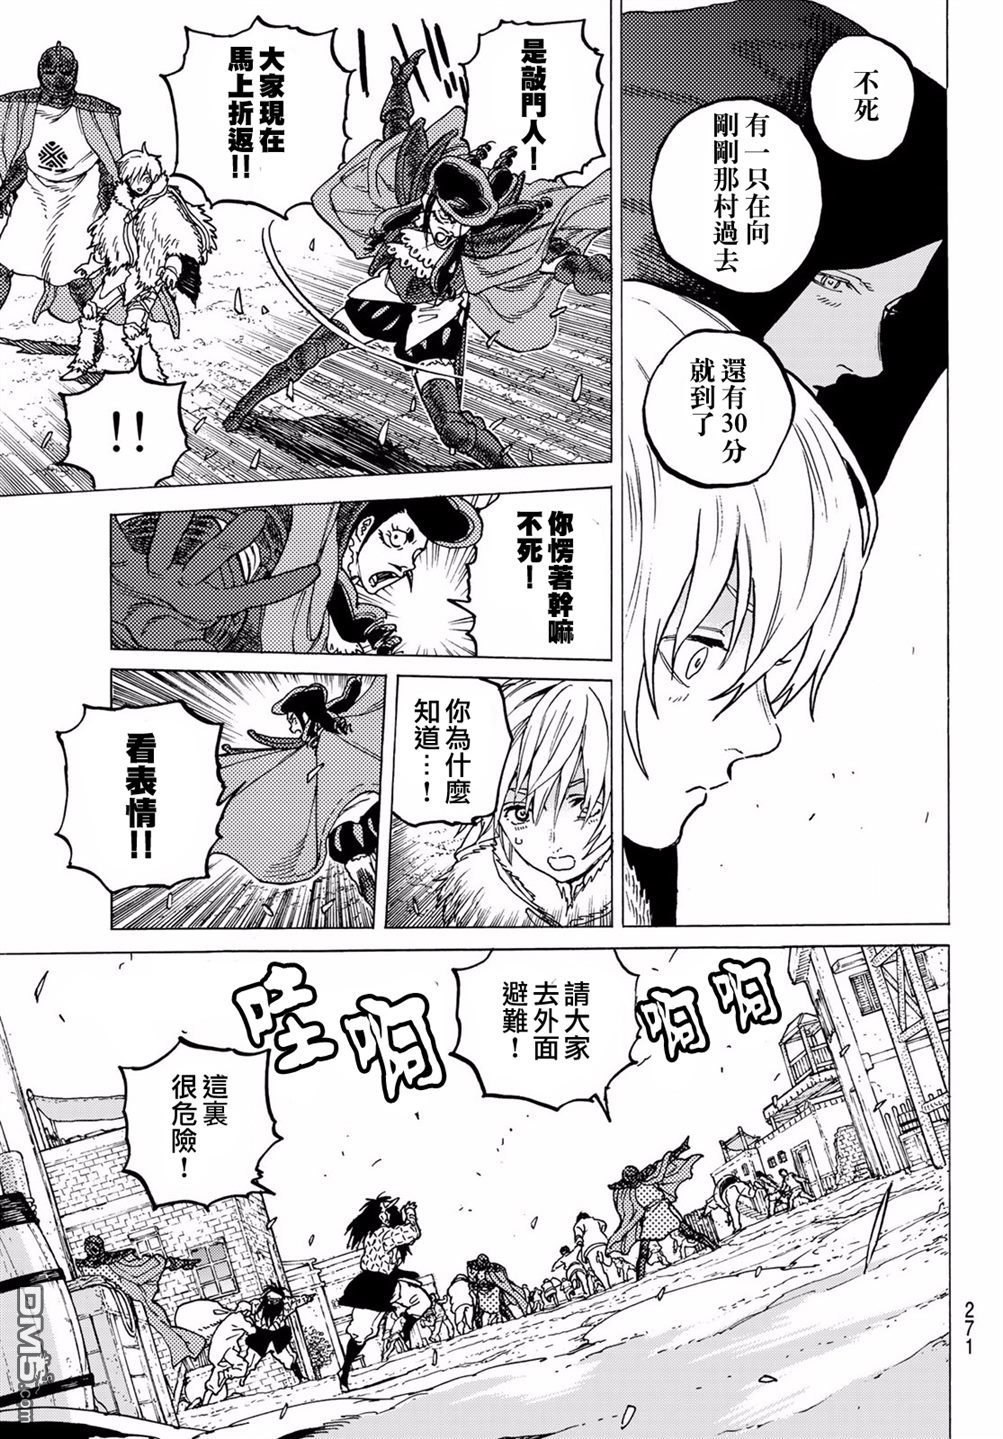 不死
有一只在向
剛剛那村過去
還有30分
就到了
是敲門人！
大家現在
馬上折返!!
!!
你愣著幹嘛
不死！
你為什麼
知道…！
看表情!!
請大家
去外面
避難！
啊啊
哇啊
這裏
很危險！
271
DM5